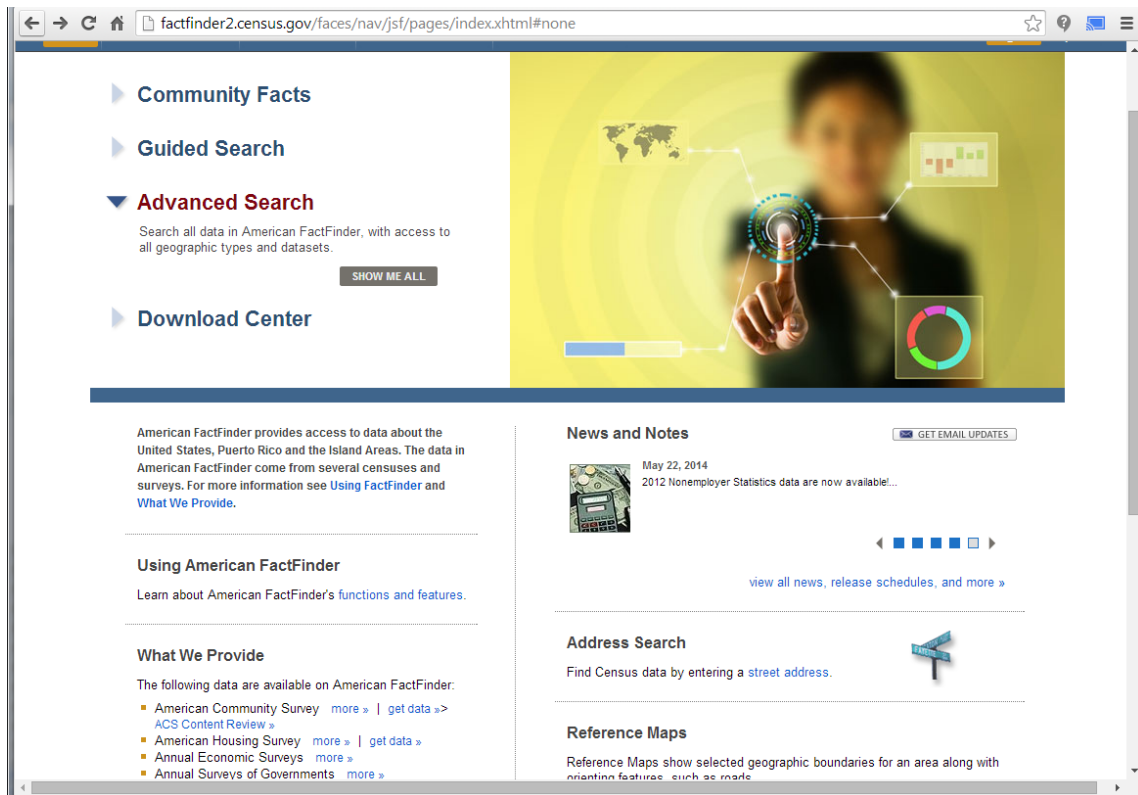 factfinder2.census.gov/faces/nav/jsf/pages/index.xhtml#none
Community Facts
Guided Search
Advanced Search
Search all data in American FactFinder, with access to
all geographic types and datasets.
SHOW ME ALL
Download Center
American FactFinder provides access to data about the
United States, Puerto Rico and the Island Areas. The data in
American FactFinder come from several censuses and
surveys. For more information see Using FactFinder and
What We Provide.
Using American FactFinder
Learn about American FactFinder's functions and features.
What We Provide
The following data are available on American FactFinder:
American Community Survey more » | get data »>
ACS Content Review »
American Housing Survey more » | get data »
Annual Economic Surveys more »
Annual Surveys of Governments more »
News and Notes
GET EMAIL UPDATES
May 22, 2014
2012 Nonemployer Statistics data are now available!...
view all news, release schedules, and more »
Address Search
Find Census data by entering a street address.
Reference Maps
Reference Maps show selected geographic boundaries for an area along with
orienting features, such as roads